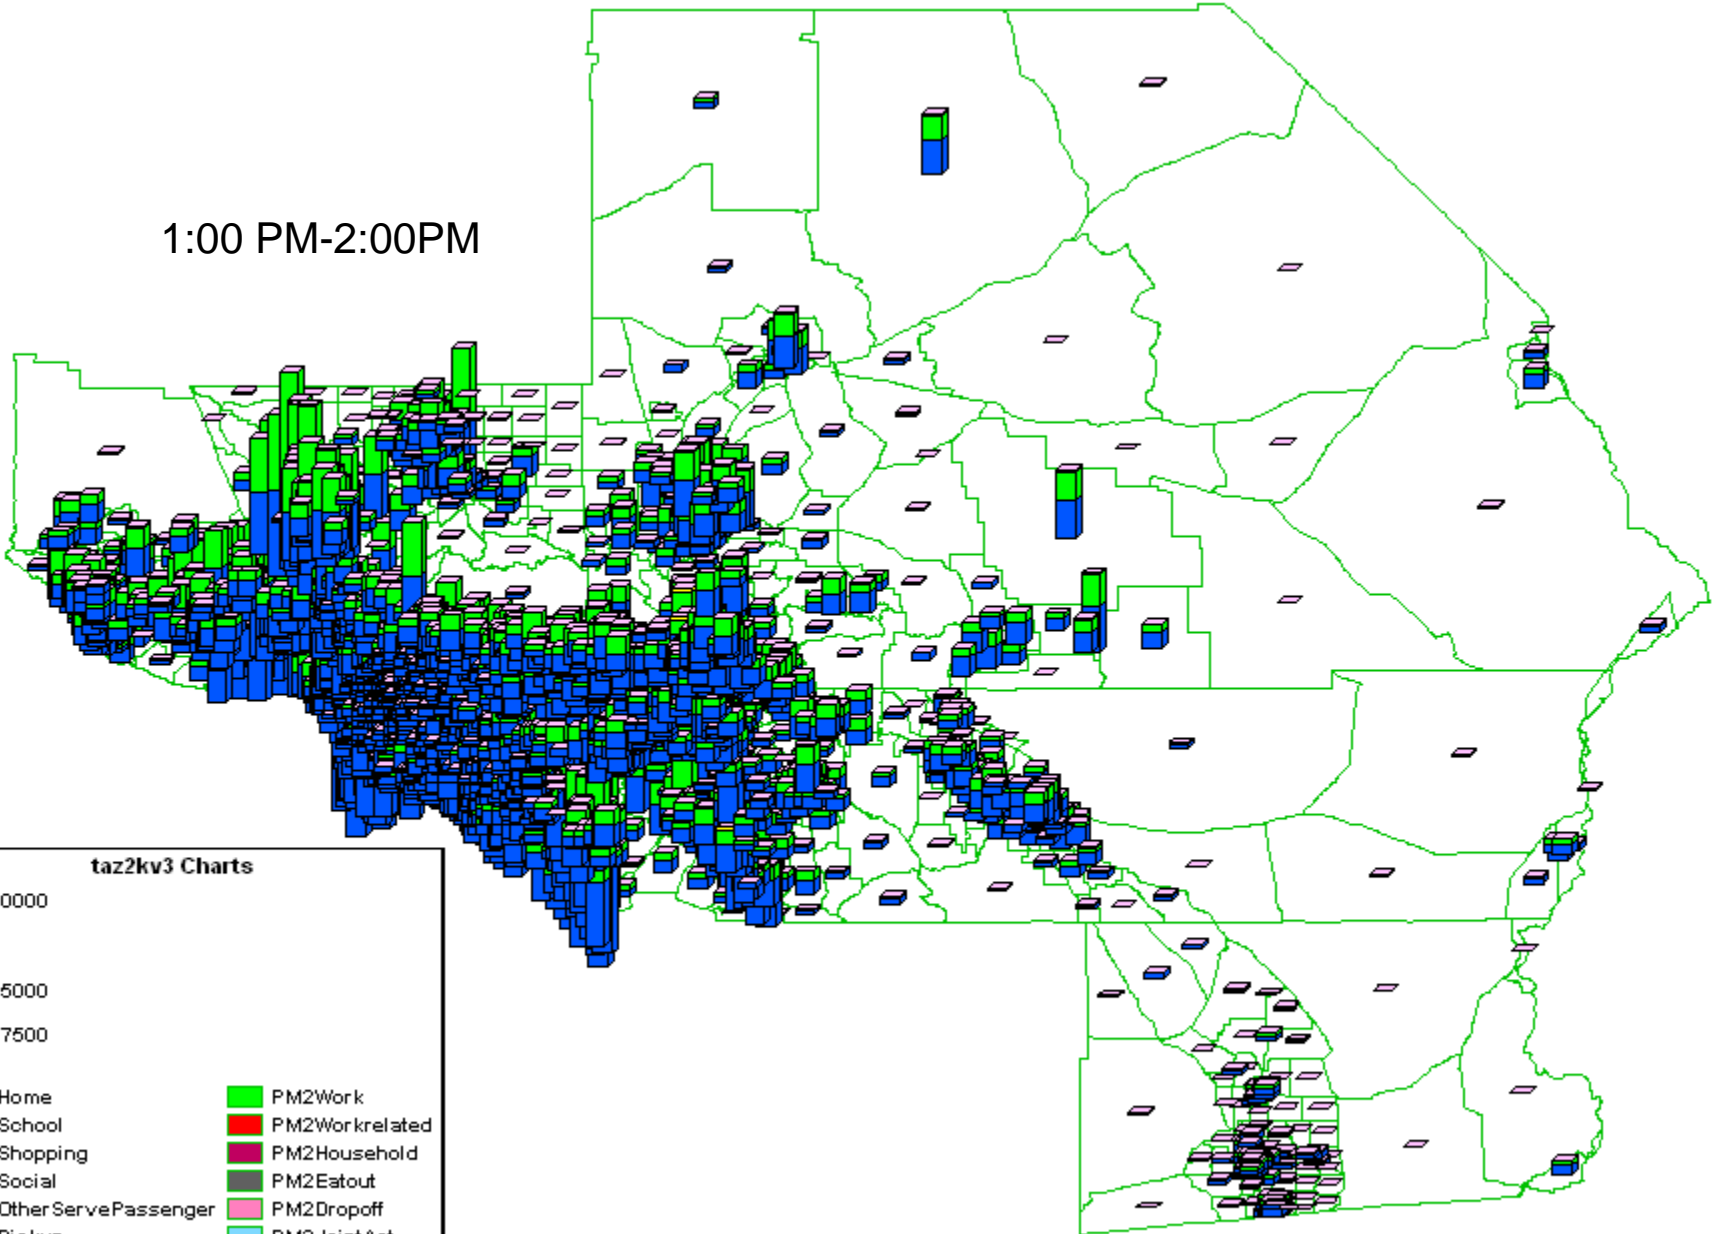 1:00 PM-2:00PM
taz2kv3 Charts
0000
5000
7500
Home PM2Work
School PM2Workrelated
Shopping PM2Household
Social PM2Eatout
OtherServePassenger PM2Dropoff